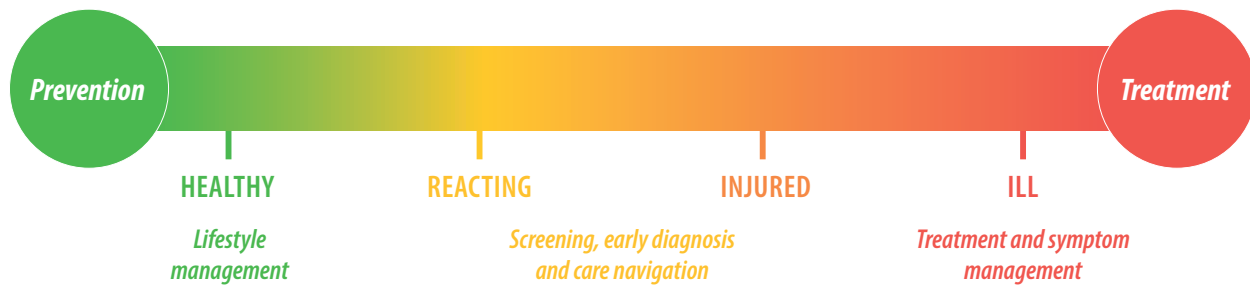 Prevention
Treatment
HEALTHY
REACTING
INJURED
ILL
Lifestyle
management
Screening, early diagnosis
and care navigation
Treatment and symptom
management